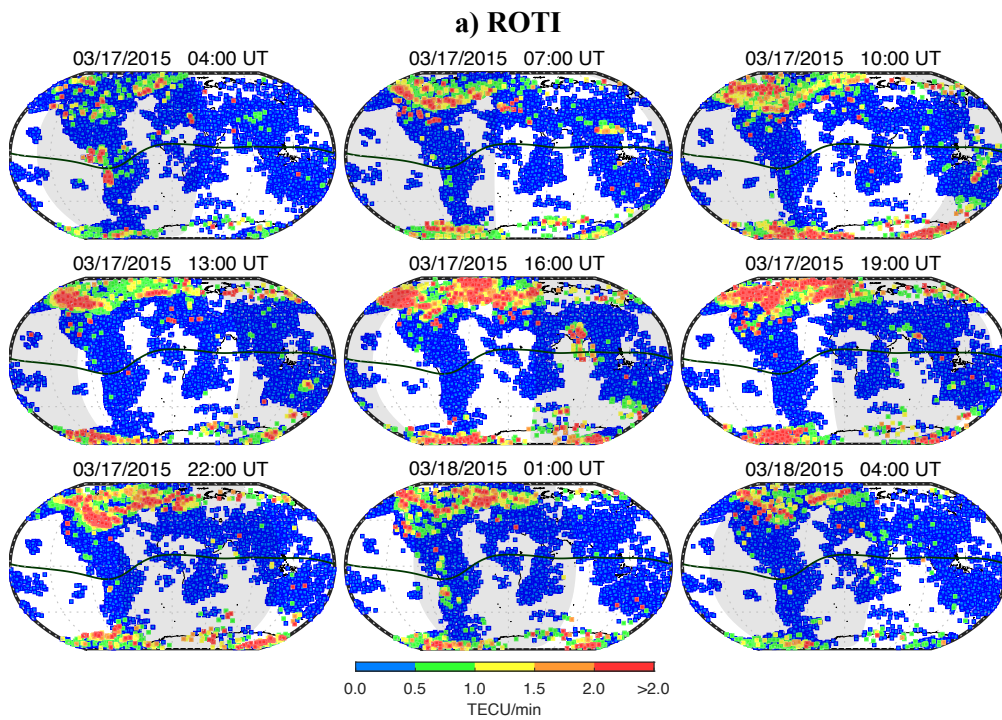 a) ROTI
03/17/2015 04:00 UT
03/17/2015 07:00 UT
03/17/2015 10:00 UT
03/17/2015 13:00 UT
03/17/2015 16:00 UT
03/17/2015 19:00 UT
03/17/2015 22:00 UT
03/18/2015 01:00 UT
03/18/2015 04:00 UT
0.0 0.5 1.0 1.5 2.0 >2.0
TECU/min